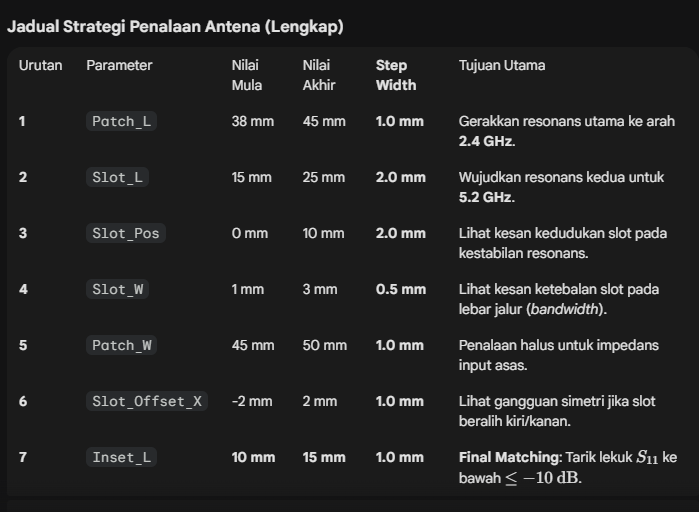 Jadual Strategi Penalaan Antena (Lengkap)
Urutan Parameter Nilai Mula Nilai Akhir Step Width Tujuan Utama
1 Patch_L 38 mm 45 mm 1.0 mm Gerakkan resonans utama ke arah
2.4 GHz.
2 Slot_L 15 mm 25 mm 2.0 mm Wujudkan resonans kedua untuk
5.2 GHz.
3 Slot_Pos 0 mm 10 mm 2.0 mm Lihat kesan kedudukan slot pada
kestabilan resonans.
4 Slot_W 1 mm 3 mm 0.5 mm Lihat kesan ketebalan slot pada
lebar jalur (bandwidth).
5 Patch_W 45 mm 50 mm 1.0 mm Penalaan halus untuk impedans
input asas.
6 Slot_Offset_X -2 mm 2 mm 1.0 mm Lihat gangguan simetri jika slot
beralih kiri/kanan.
7 Inset_L 10 mm 15 mm 1.0 mm Final Matching: Tarik lekuk S₁₁ ke
bawah ≤ −10 dB.